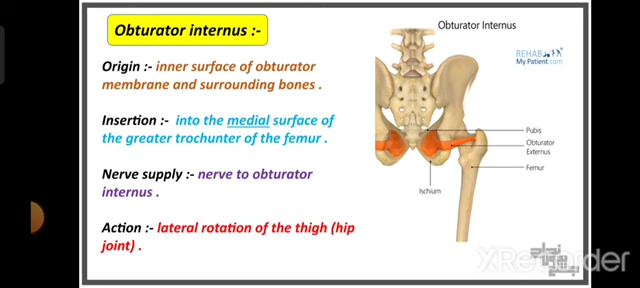 Obturator internus :-
Origin :- inner surface of obturator
membrane and surrounding bones .
Insertion :- into the medial surface of
the greater trochunter of the femur .
Nerve supply :- nerve to obturator
internus .
Action :- lateral rotation of the thigh (hip
joint) .
Obturator Internus
REHAB
My Patient.com
Pubis
Obturator
Externus
Femur
Ischium
XRecorder